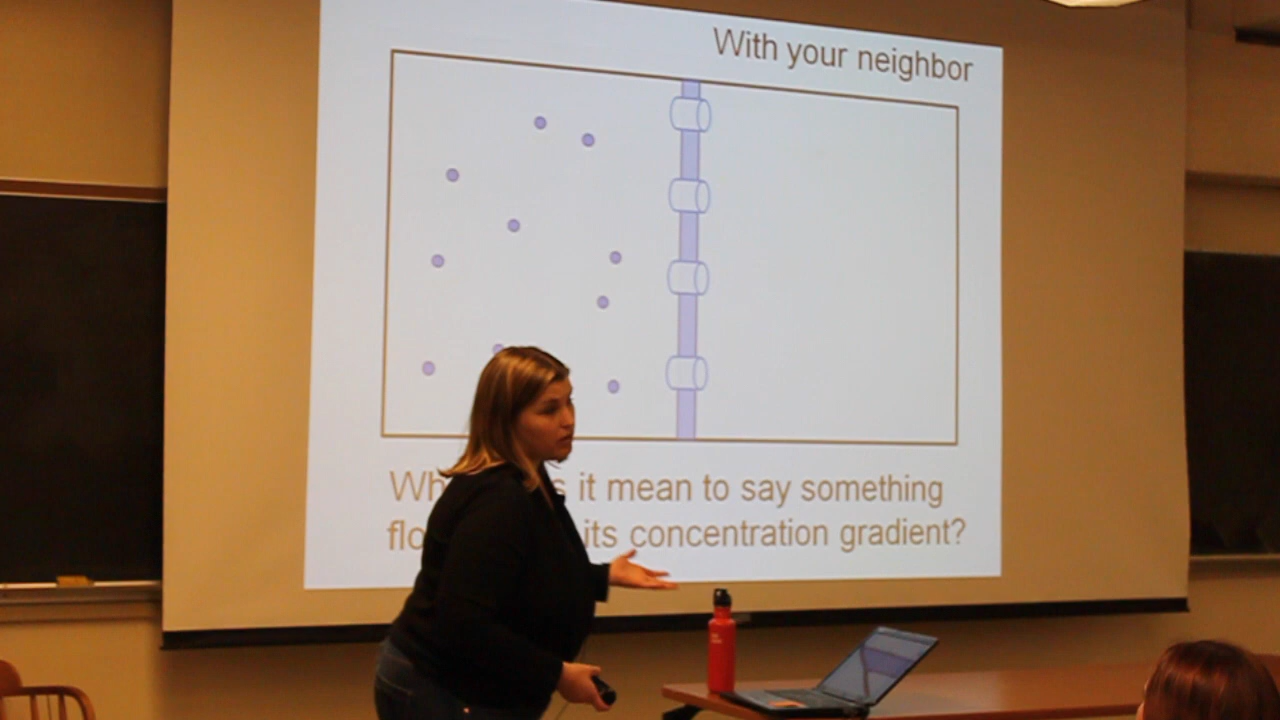 With your neighbor
it mean to say something
its concentration gradient?